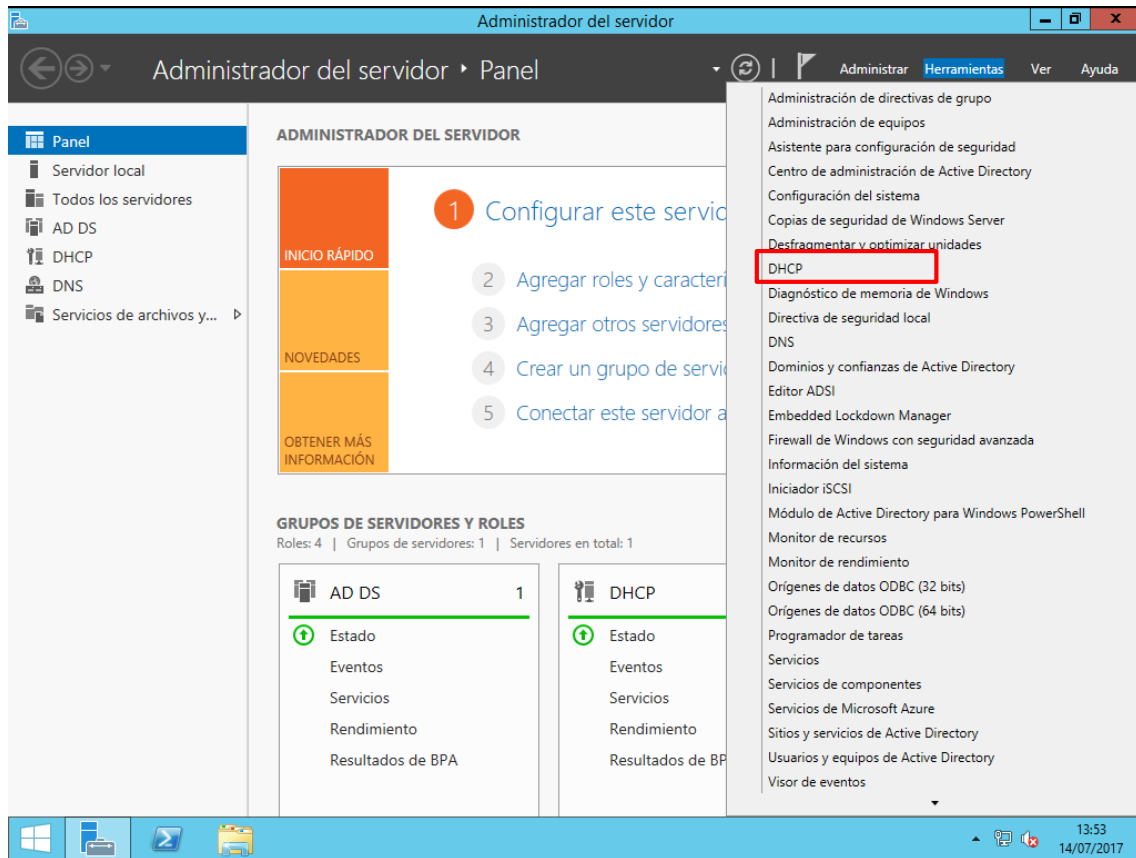 Administrador del servidor
Administrador del servidor ‣ Panel
Administrar Herramientas Ver Ayuda
Panel
Servidor local
Todos los servidores
AD DS
DHCP
DNS
Servicios de archivos y...
ADMINISTRADOR DEL SERVIDOR
INICIO RÁPIDO
NOVEDADES
OBTENER MÁS
INFORMACIÓN
1 Configurar este servic
2 Agregar roles y caracterí
3 Agregar otros servidores
4 Crear un grupo de servi
5 Conectar este servidor a
GRUPOS DE SERVIDORES Y ROLES
Roles: 4 | Grupos de servidores: 1 | Servidores en total: 1
AD DS 1
Estado
Eventos
Servicios
Rendimiento
Resultados de BPA
DHCP
Estado
Eventos
Servicios
Rendimiento
Resultados de BP
Administración de directivas de grupo
Administración de equipos
Asistente para configuración de seguridad
Centro de administración de Active Directory
Configuración del sistema
Copias de seguridad de Windows Server
Desfragmentar y optimizar unidades
DHCP
Diagnóstico de memoria de Windows
Directiva de seguridad local
DNS
Dominios y confianzas de Active Directory
Editor ADSI
Embedded Lockdown Manager
Firewall de Windows con seguridad avanzada
Información del sistema
Iniciador iSCSI
Módulo de Active Directory para Windows PowerShell
Monitor de recursos
Monitor de rendimiento
Orígenes de datos ODBC (32 bits)
Orígenes de datos ODBC (64 bits)
Programador de tareas
Servicios
Servicios de componentes
Servicios de Microsoft Azure
Sitios y servicios de Active Directory
Usuarios y equipos de Active Directory
Visor de eventos
13:53
14/07/2017